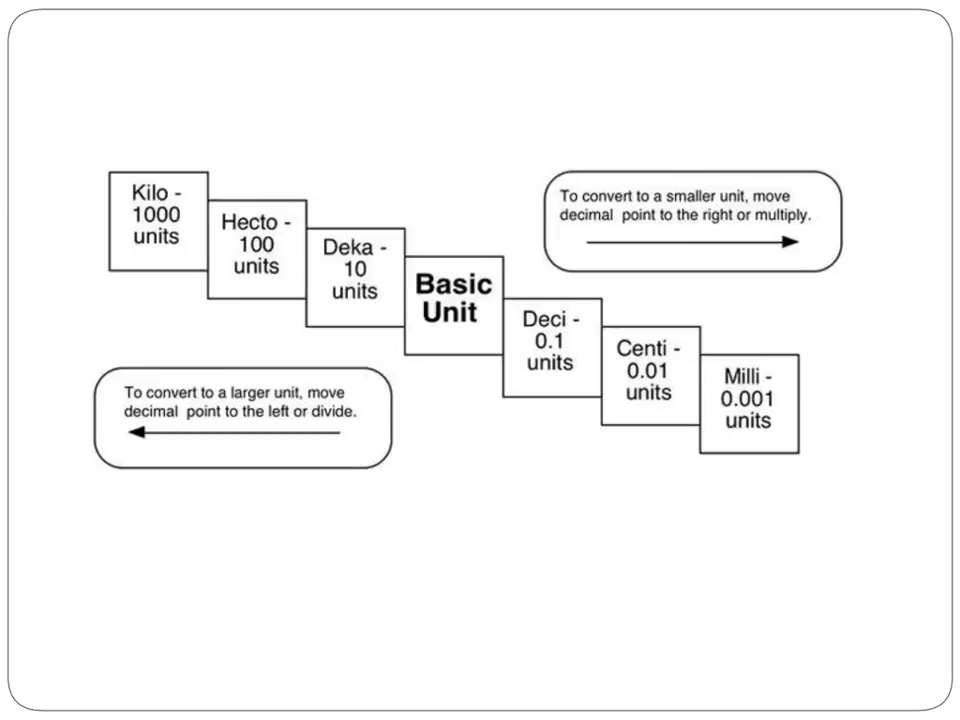 Kilo -
1000
units
Hecto -
100
units
Deka -
10
units
Basic
Unit
Deci -
0.1
units
Centi -
0.01
units
Milli -
0.001
units
To convert to a smaller unit, move
decimal point to the right or multiply.
To convert to a larger unit, move
decimal point to the left or divide.